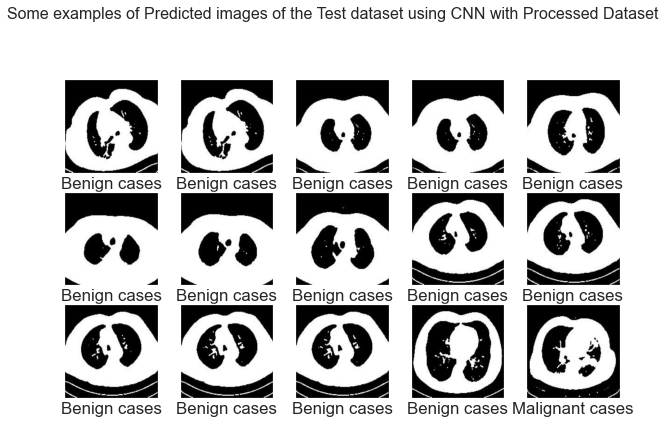 Some examples of Predicted images of the Test dataset using CNN with Processed Dataset
Benign cases Benign cases Benign cases Benign cases Benign cases
Benign cases Benign cases Benign cases Benign cases Benign cases
Benign cases Benign cases Benign cases Benign cases Malignant cases